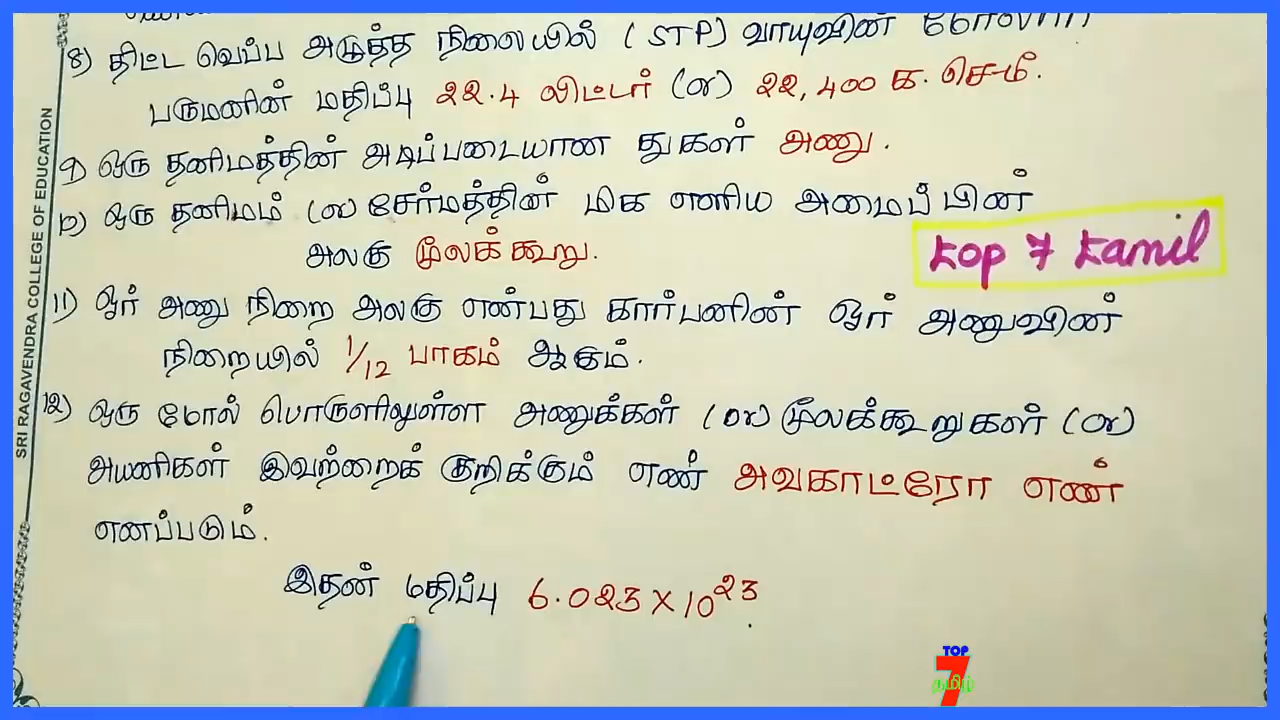 8) திட்ட வெப்ப அழுத்த நிலையில் (STP) வாயுவின் மோலார்
பருமனின் மதிப்பு 22.4 லிட்டர் (or) 22,400 க.செ.மீ.
9) ஒரு தனிமத்தின் அடிப்படையான துகள் அணு.
10) ஒரு தனிமம் (or) சேர்மத்தின் மிக எளிய அமைப்பின்
அலகு மூலக்கூறு.
Top 7 Tamil
11) ஓர் அணு நிறை அலகு என்பது கார்பனின் ஓர் அணுவின்
நிறையில் 1/12 பாகம் ஆகும்.
12) ஒரு மோல் பொருளிலுள்ள அணுக்கள் (or) மூலக்கூறுகள் (or)
அயனிகள் இவற்றைக் குறிக்கும் எண் அவகாட்ரோ எண்
எனப்படும்.
இதன் மதிப்பு 6.023 X 10²³.
SRI RAGAVENDRA COLLEGE OF EDUCATION
TOP
7
தமிழ்